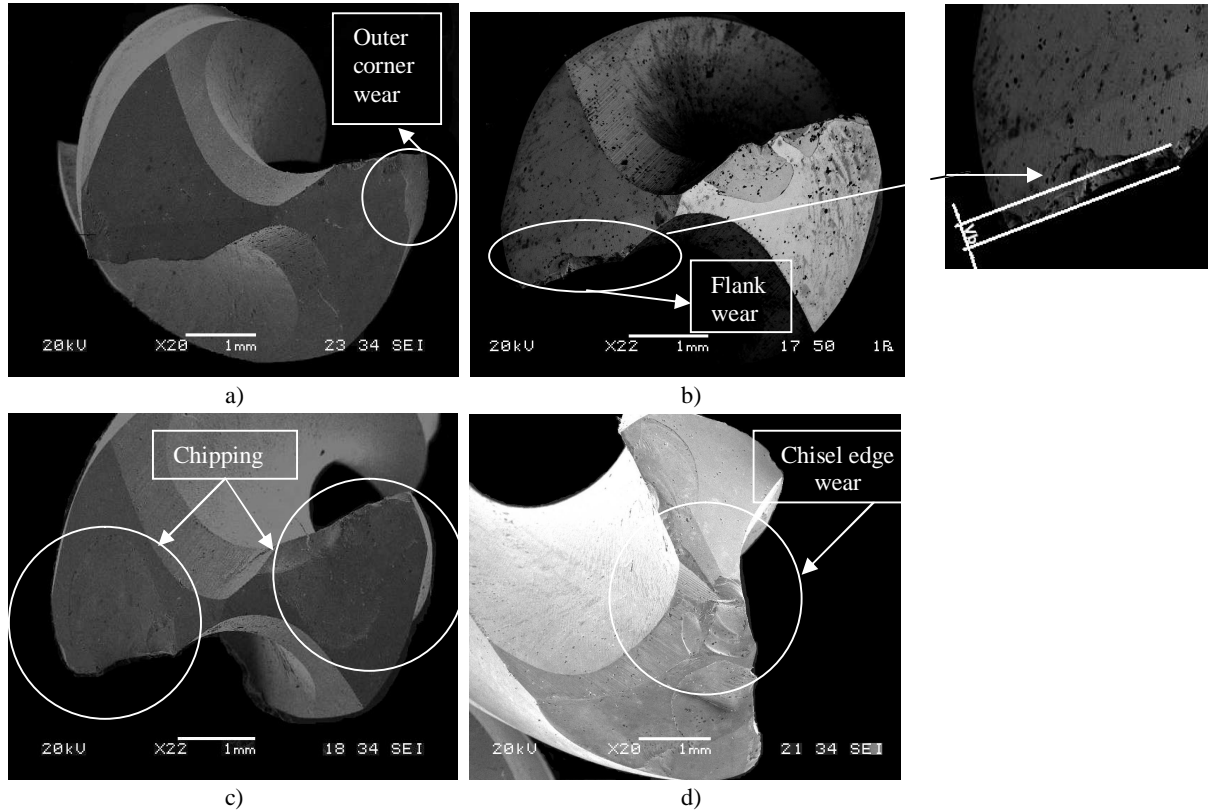 Outer
corner
wear
20kV X20 1mm 23 34 SEI
a)
Flank
wear
20kV X22 1mm 17 50
b)
Vb
Chipping
20kV X22 1mm 18 34 SEI
c)
Chisel edge
wear
20kV X20 1mm 21 34 SEI
d)